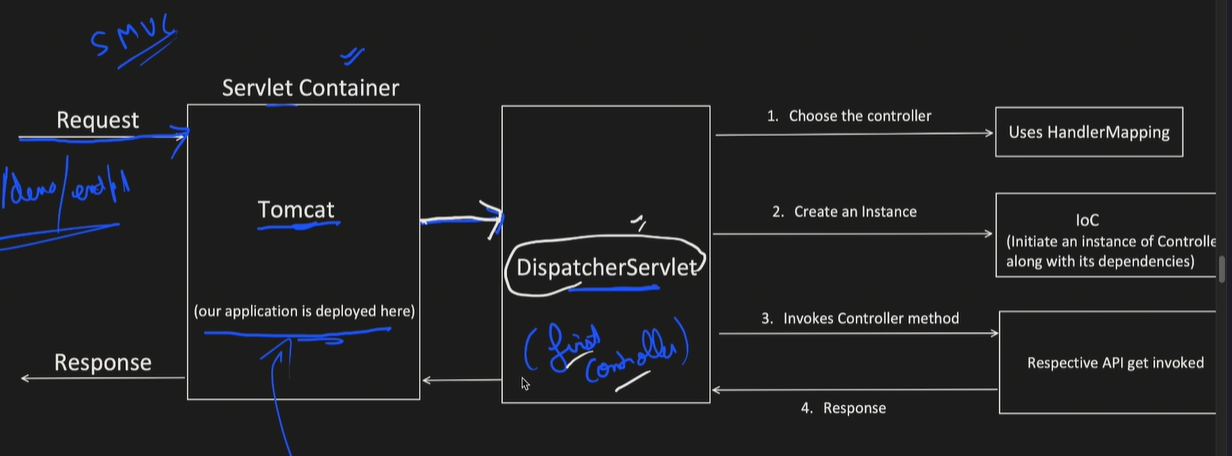 SMVC
Servlet Container
Request
/demo/endp1
Tomcat
(our application is deployed here)
Response
DispatcherServlet
(first
controller)
1. Choose the controller
Uses HandlerMapping
2. Create an Instance
IoC
(Initiate an instance of Controlle
along with its dependencies)
3. Invokes Controller method
Respective API get invoked
4. Response